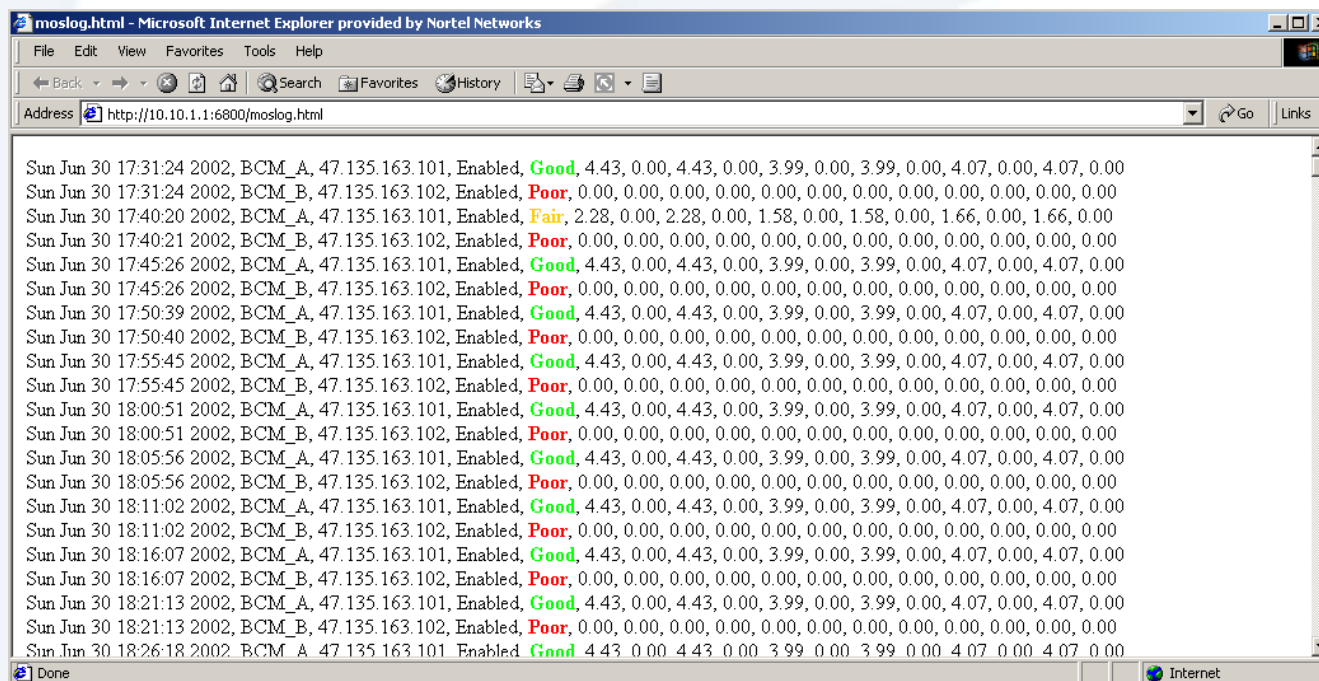 moslog.html - Microsoft Internet Explorer provided by Nortel Networks
File Edit View Favorites Tools Help
Back Search Favorites History
Address http://10.10.1.1:6800/moslog.html Go Links
Sun Jun 30 17:31:24 2002, BCM_A, 47.135.163.101, Enabled, Good, 4.43, 0.00, 4.43, 0.00, 3.99, 0.00, 3.99, 0.00, 4.07, 0.00, 4.07, 0.00
Sun Jun 30 17:31:24 2002, BCM_B, 47.135.163.102, Enabled, Poor, 0.00, 0.00, 0.00, 0.00, 0.00, 0.00, 0.00, 0.00, 0.00, 0.00, 0.00, 0.00
Sun Jun 30 17:40:20 2002, BCM_A, 47.135.163.101, Enabled, Fair, 2.28, 0.00, 2.28, 0.00, 1.58, 0.00, 1.58, 0.00, 1.66, 0.00, 1.66, 0.00
Sun Jun 30 17:40:21 2002, BCM_B, 47.135.163.102, Enabled, Poor, 0.00, 0.00, 0.00, 0.00, 0.00, 0.00, 0.00, 0.00, 0.00, 0.00, 0.00, 0.00
Sun Jun 30 17:45:26 2002, BCM_A, 47.135.163.101, Enabled, Good, 4.43, 0.00, 4.43, 0.00, 3.99, 0.00, 3.99, 0.00, 4.07, 0.00, 4.07, 0.00
Sun Jun 30 17:45:26 2002, BCM_B, 47.135.163.102, Enabled, Poor, 0.00, 0.00, 0.00, 0.00, 0.00, 0.00, 0.00, 0.00, 0.00, 0.00, 0.00, 0.00
Sun Jun 30 17:50:39 2002, BCM_A, 47.135.163.101, Enabled, Good, 4.43, 0.00, 4.43, 0.00, 3.99, 0.00, 3.99, 0.00, 4.07, 0.00, 4.07, 0.00
Sun Jun 30 17:50:40 2002, BCM_B, 47.135.163.102, Enabled, Poor, 0.00, 0.00, 0.00, 0.00, 0.00, 0.00, 0.00, 0.00, 0.00, 0.00, 0.00, 0.00
Sun Jun 30 17:55:45 2002, BCM_A, 47.135.163.101, Enabled, Good, 4.43, 0.00, 4.43, 0.00, 3.99, 0.00, 3.99, 0.00, 4.07, 0.00, 4.07, 0.00
Sun Jun 30 17:55:45 2002, BCM_B, 47.135.163.102, Enabled, Poor, 0.00, 0.00, 0.00, 0.00, 0.00, 0.00, 0.00, 0.00, 0.00, 0.00, 0.00, 0.00
Sun Jun 30 18:00:51 2002, BCM_A, 47.135.163.101, Enabled, Good, 4.43, 0.00, 4.43, 0.00, 3.99, 0.00, 3.99, 0.00, 4.07, 0.00, 4.07, 0.00
Sun Jun 30 18:00:51 2002, BCM_B, 47.135.163.102, Enabled, Poor, 0.00, 0.00, 0.00, 0.00, 0.00, 0.00, 0.00, 0.00, 0.00, 0.00, 0.00, 0.00
Sun Jun 30 18:05:56 2002, BCM_A, 47.135.163.101, Enabled, Good, 4.43, 0.00, 4.43, 0.00, 3.99, 0.00, 3.99, 0.00, 4.07, 0.00, 4.07, 0.00
Sun Jun 30 18:05:56 2002, BCM_B, 47.135.163.102, Enabled, Poor, 0.00, 0.00, 0.00, 0.00, 0.00, 0.00, 0.00, 0.00, 0.00, 0.00, 0.00, 0.00
Sun Jun 30 18:11:02 2002, BCM_A, 47.135.163.101, Enabled, Good, 4.43, 0.00, 4.43, 0.00, 3.99, 0.00, 3.99, 0.00, 4.07, 0.00, 4.07, 0.00
Sun Jun 30 18:11:02 2002, BCM_B, 47.135.163.102, Enabled, Poor, 0.00, 0.00, 0.00, 0.00, 0.00, 0.00, 0.00, 0.00, 0.00, 0.00, 0.00, 0.00
Sun Jun 30 18:16:07 2002, BCM_A, 47.135.163.101, Enabled, Good, 4.43, 0.00, 4.43, 0.00, 3.99, 0.00, 3.99, 0.00, 4.07, 0.00, 4.07, 0.00
Sun Jun 30 18:16:07 2002, BCM_B, 47.135.163.102, Enabled, Poor, 0.00, 0.00, 0.00, 0.00, 0.00, 0.00, 0.00, 0.00, 0.00, 0.00, 0.00, 0.00
Sun Jun 30 18:21:13 2002, BCM_A, 47.135.163.101, Enabled, Good, 4.43, 0.00, 4.43, 0.00, 3.99, 0.00, 3.99, 0.00, 4.07, 0.00, 4.07, 0.00
Sun Jun 30 18:21:13 2002, BCM_B, 47.135.163.102, Enabled, Poor, 0.00, 0.00, 0.00, 0.00, 0.00, 0.00, 0.00, 0.00, 0.00, 0.00, 0.00, 0.00
Sun Jun 30 18:26:18 2002, BCM_A, 47.135.163.101, Enabled, Good, 4.43, 0.00, 4.43, 0.00, 3.99, 0.00, 3.99, 0.00, 4.07, 0.00, 4.07, 0.00
Done Internet